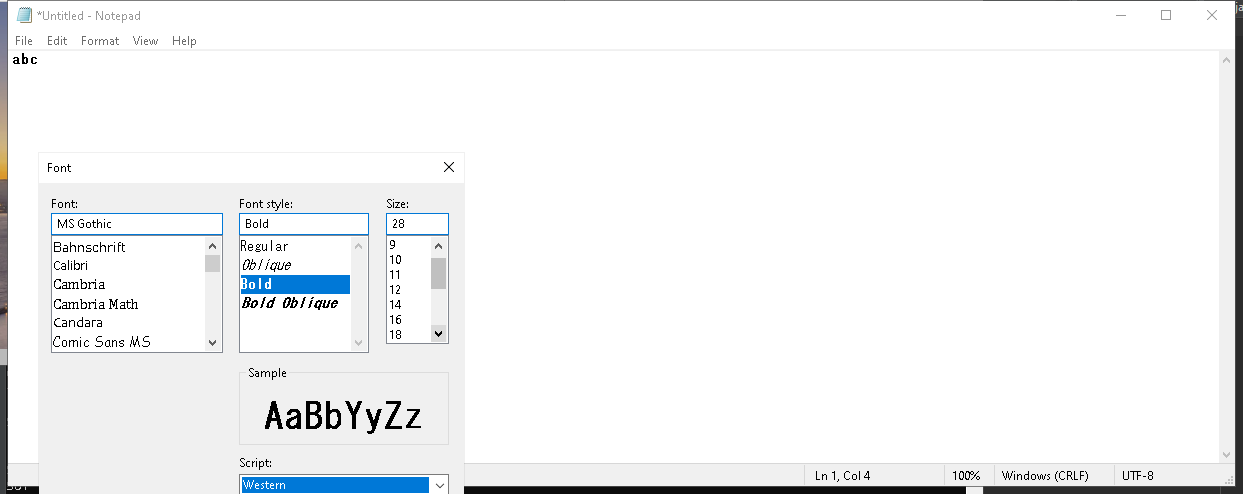 *Untitled - Notepad
File Edit Format View Help
abc
Font
Font: Font style: Size:
MS Gothic Bold 28
Bahnschrift Regular 9
Calibri Oblique 10
Cambria Bold 11
Cambria Math Bold Oblique 12
Candara 14
Comic Sans MS 16
18
Sample
AaBbYyZz
Script:
Western
Ln 1, Col 4 100% Windows (CRLF) UTF-8